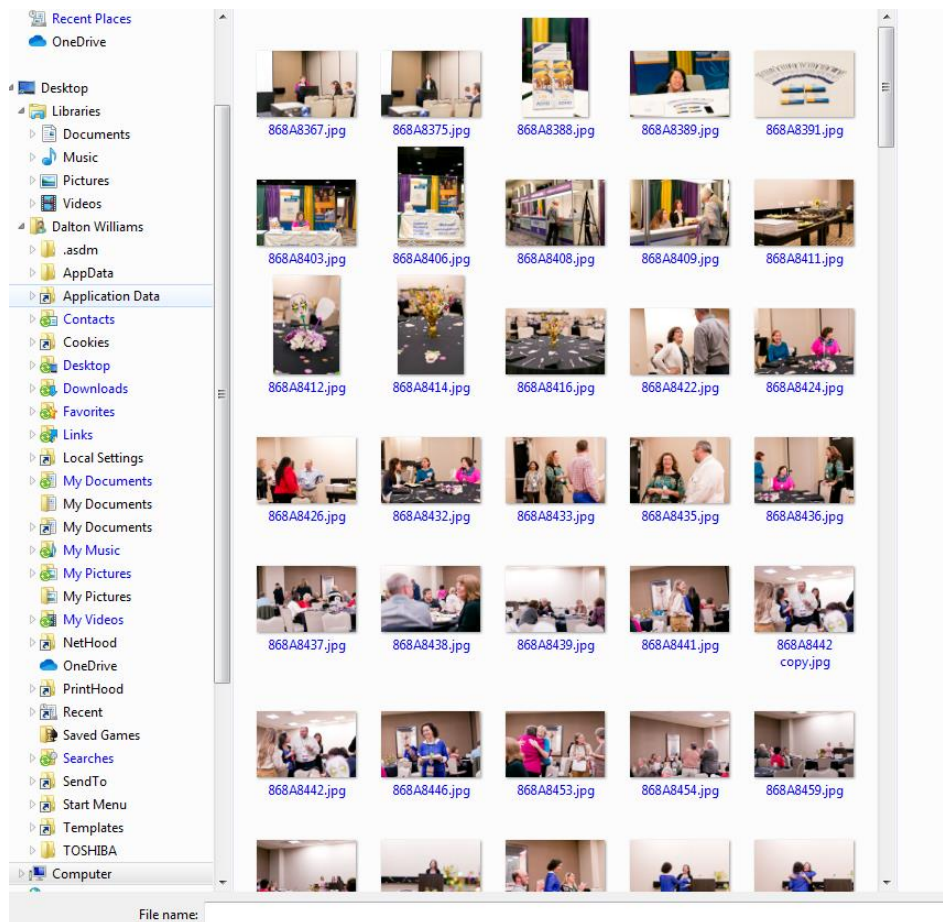 Recent Places
OneDrive
Desktop
Libraries
Documents
Music
Pictures
Videos
Dalton Williams
.asdm
AppData
Application Data
Contacts
Cookies
Desktop
Downloads
Favorites
Links
Local Settings
My Documents
My Documents
My Documents
My Music
My Pictures
My Pictures
My Videos
NetHood
OneDrive
PrintHood
Recent
Saved Games
Searches
SendTo
Start Menu
Templates
TOSHIBA
Computer
868A8367.jpg 868A8375.jpg 868A8388.jpg 868A8389.jpg 868A8391.jpg
868A8403.jpg 868A8406.jpg 868A8408.jpg 868A8409.jpg 868A8411.jpg
868A8412.jpg 868A8414.jpg 868A8416.jpg 868A8422.jpg 868A8424.jpg
868A8426.jpg 868A8432.jpg 868A8433.jpg 868A8435.jpg 868A8436.jpg
868A8437.jpg 868A8438.jpg 868A8439.jpg 868A8441.jpg 868A8442
copy.jpg
868A8442.jpg 868A8446.jpg 868A8453.jpg 868A8454.jpg 868A8459.jpg
File name: